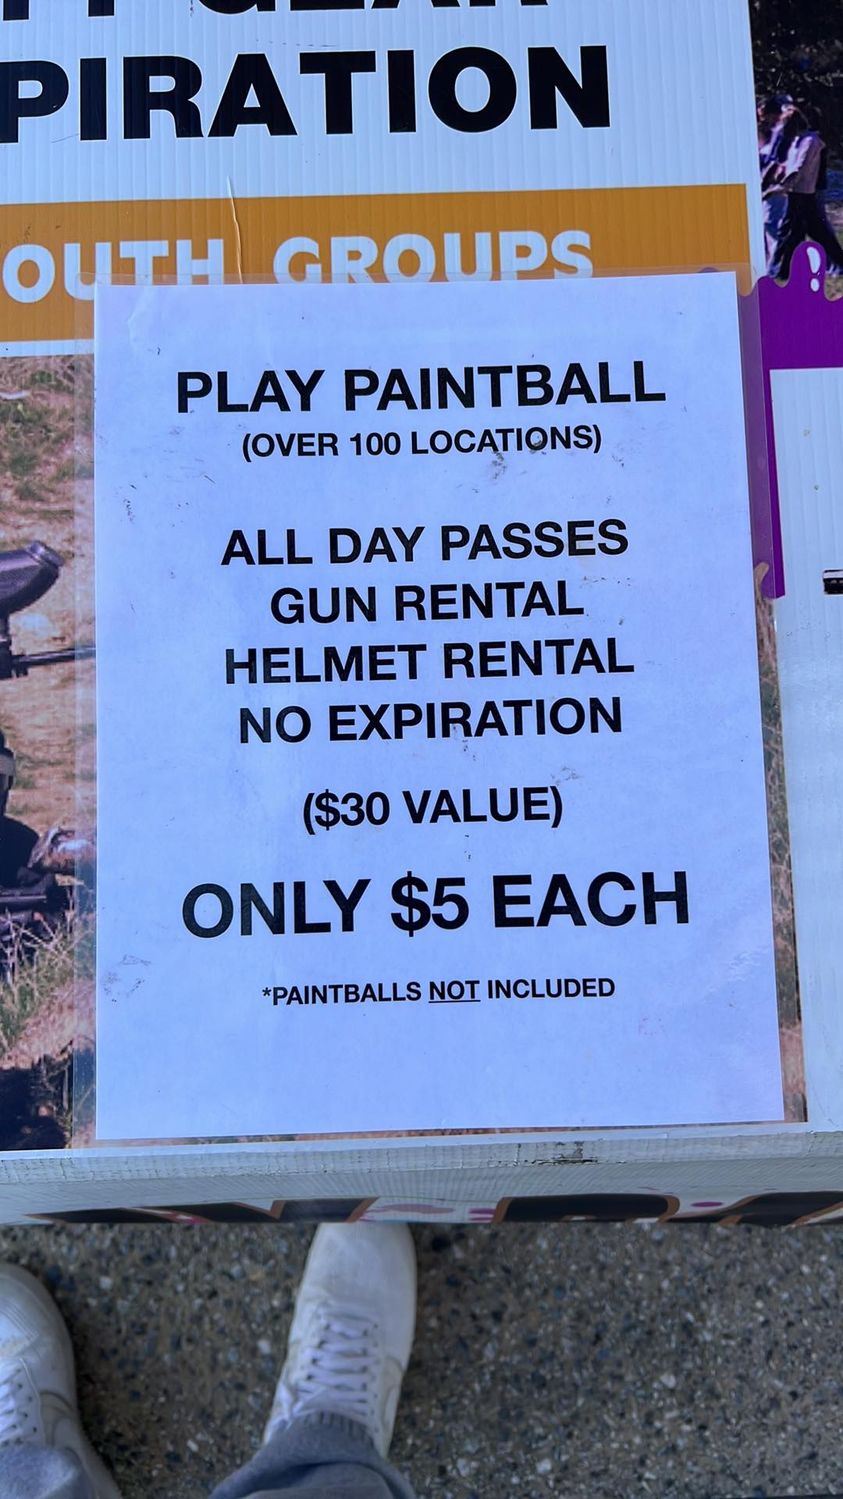 PIRATION
OUTH GROUPS
!
PLAY PAINTBALL
(OVER 100 LOCATIONS)
ALL DAY PASSES
GUN RENTAL
HELMET RENTAL
NO EXPIRATION
($30 VALUE)
ONLY $5 EACH
*PAINTBALLS NOT INCLUDED